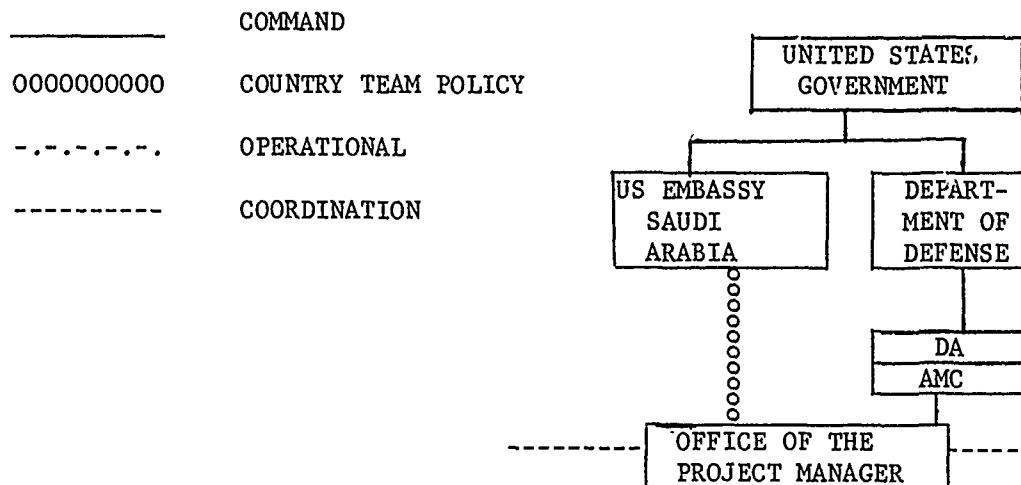 COMMAND
0000000000 COUNTRY TEAM POLICY
-.-.-.-.-. OPERATIONAL
---------- COORDINATION
UNITED STATES
GOVERNMENT
US EMBASSY
SAUDI
ARABIA
DEPART-
MENT OF
DEFENSE
DA
AMC
OFFICE OF THE
PROJECT MANAGER